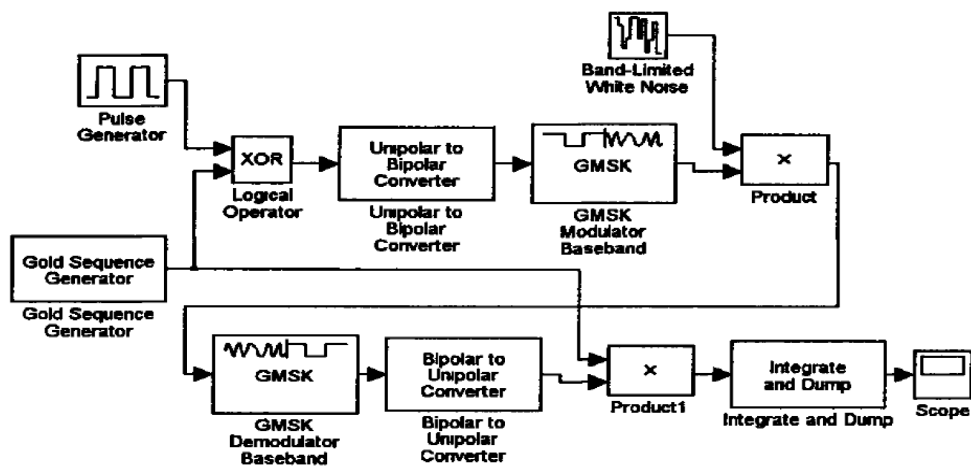 Band-Limited
White Noise
Pulse
Generator
XOR
Logical
Operator
Unipolar to
Bipolar
Converter
Unipolar to
Bipolar
Converter
GMSK
GMSK
Modulator
Baseband
×
Product
Gold Sequence
Generator
Gold Sequence
Generator
GMSK
GMSK
Demodulator
Baseband
Bipolar to
Unipolar
Converter
Bipolar to
Unipolar
Converter
×
Product1
Integrate
and Dump
Integrate and Dump
Scope